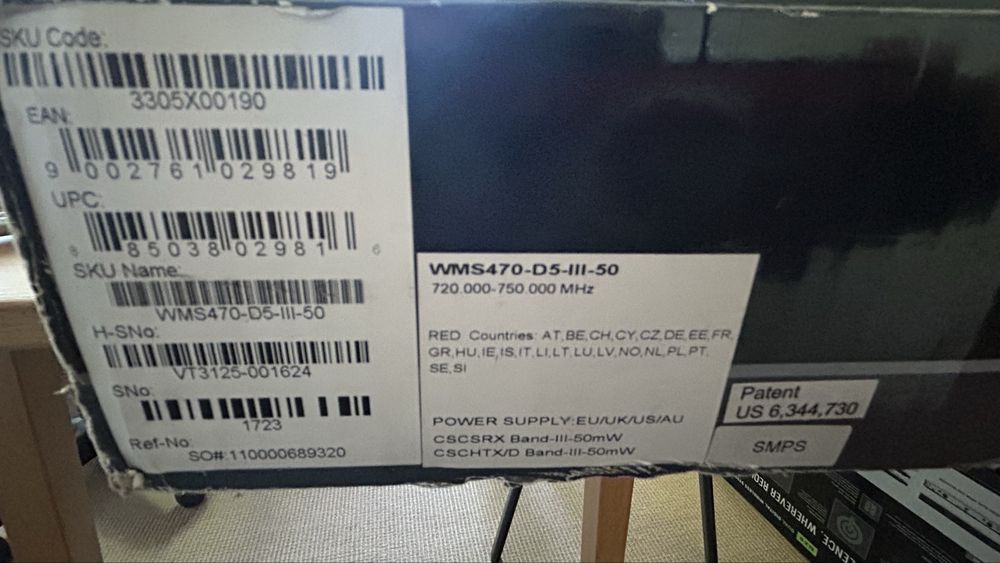 SKU Code:
3305X00190
EAN:
9 002761 029819
UPC:
8 85038 02981 6
SKU Name:
WMS470-D5-III-50
H-SNo:
VT3125-001624
SNo:
1723
Ref-No:
SO#:110000689320
WMS470-D5-III-50
720.000-750.000 MHz
RED Countries: AT,BE,CH,CY,CZ,DE,EE,FR,
GR,HU,IE,IS,IT,LI,LT,LU,LV,NO,NL,PL,PT,
SE,SI
POWER SUPPLY:EU/UK/US/AU
CSCSRX Band-III-50mW
CSCHTX/D Band-III-50mW
Patent
US 6,344,730
SMPS
WHEREVER